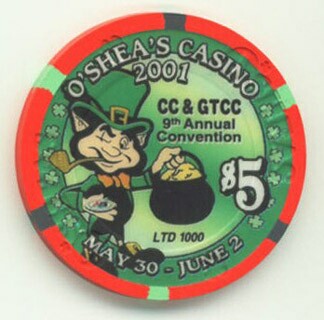 O'SHEA'S CASINO
2001
CC & GTCC
9th Annual
Convention
$5
LTD 1000
MAY 30 - JUNE 2